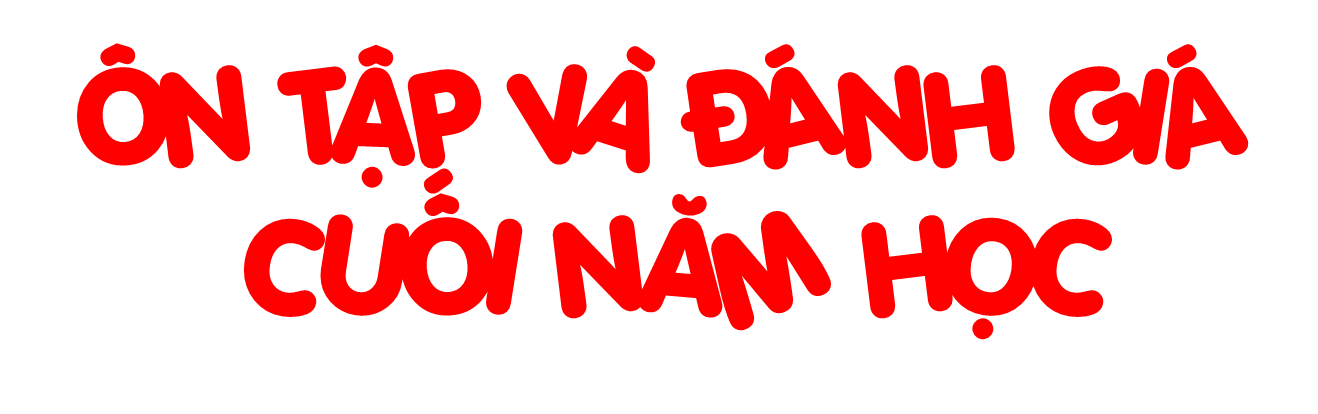 ÔN TẬP VÀ ĐÁNH GIÁ
CUỐI NĂM HỌC